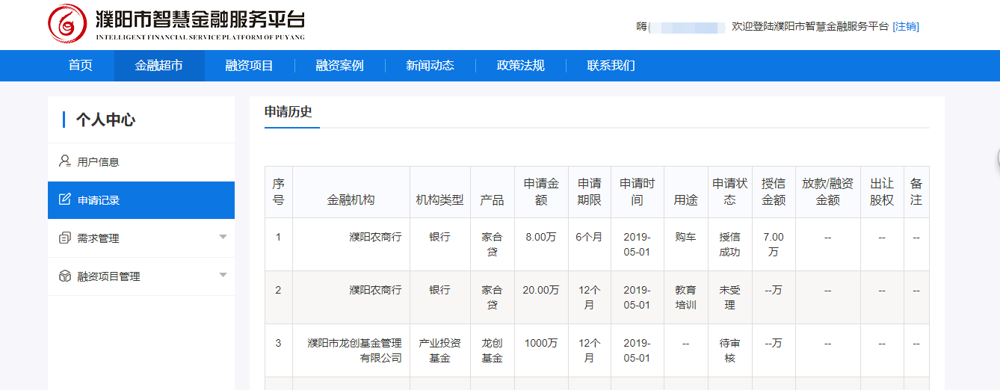 濮阳市智慧金融服务平台
INTELLIGENT FINANCIAL SERVICE PLATFORM OF PUYANG
嗨 欢迎登陆濮阳市智慧金融服务平台 [注销]
首页 金融超市 融资项目 融资案例 新闻动态 政策法规 联系我们
个人中心
用户信息
申请记录
需求管理
融资项目管理
申请历史
序号 金融机构 机构类型 产品 申请金额 申请期限 申请时间 用途 申请状态 授信金额 放款/融资金额 出让股权 备注
1 濮阳农商行 银行 家合贷 8.00万 6个月 2019-05-01 购车 授信成功 7.00万 -- -- --
2 濮阳农商行 银行 家合贷 20.00万 12个月 2019-05-01 教育培训 未受理 --万 -- -- --
3 濮阳市龙创基金管理有限公司 产业投资基金 龙创基金 1000万 12个月 2019-05-01 -- 待审核 --万 -- -- --